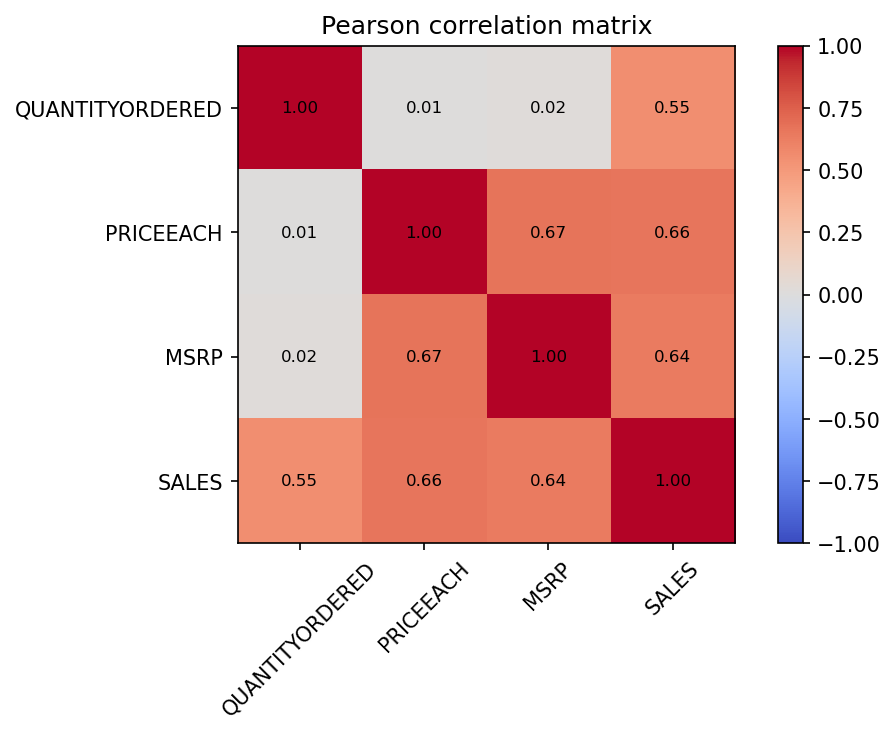 Pearson correlation matrix
QUANTITYORDERED 1.00 0.01 0.02 0.55
PRICEEACH 0.01 1.00 0.67 0.66
MSRP 0.02 0.67 1.00 0.64
SALES 0.55 0.66 0.64 1.00
QUANTITYORDERED
PRICEEACH
MSRP
SALES
1.00
0.75
0.50
0.25
0.00
−0.25
−0.50
−0.75
−1.00